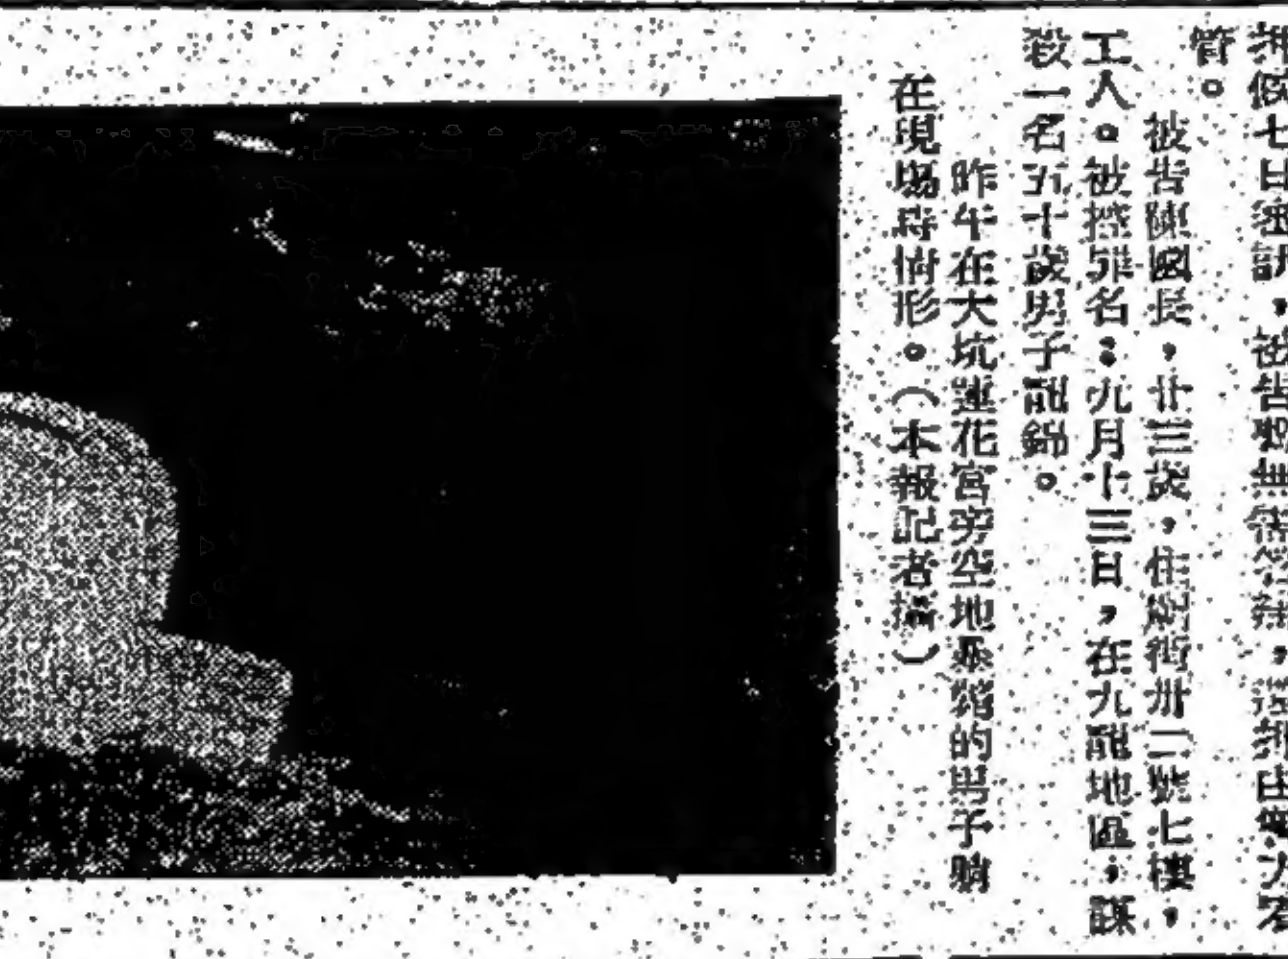 押候七日至訊，被告暫無需答辯，還押由警方看
管。
被告陳國長，廿三歲，住街卅二號七樓，
工人。被控罪名：九月十三日，在九龍地區，謀
殺一名五十歲男子龍錦。
昨午在大坑蓮花宮旁空地暴斃的男子躺
在現場時情形。（本報記者攝）